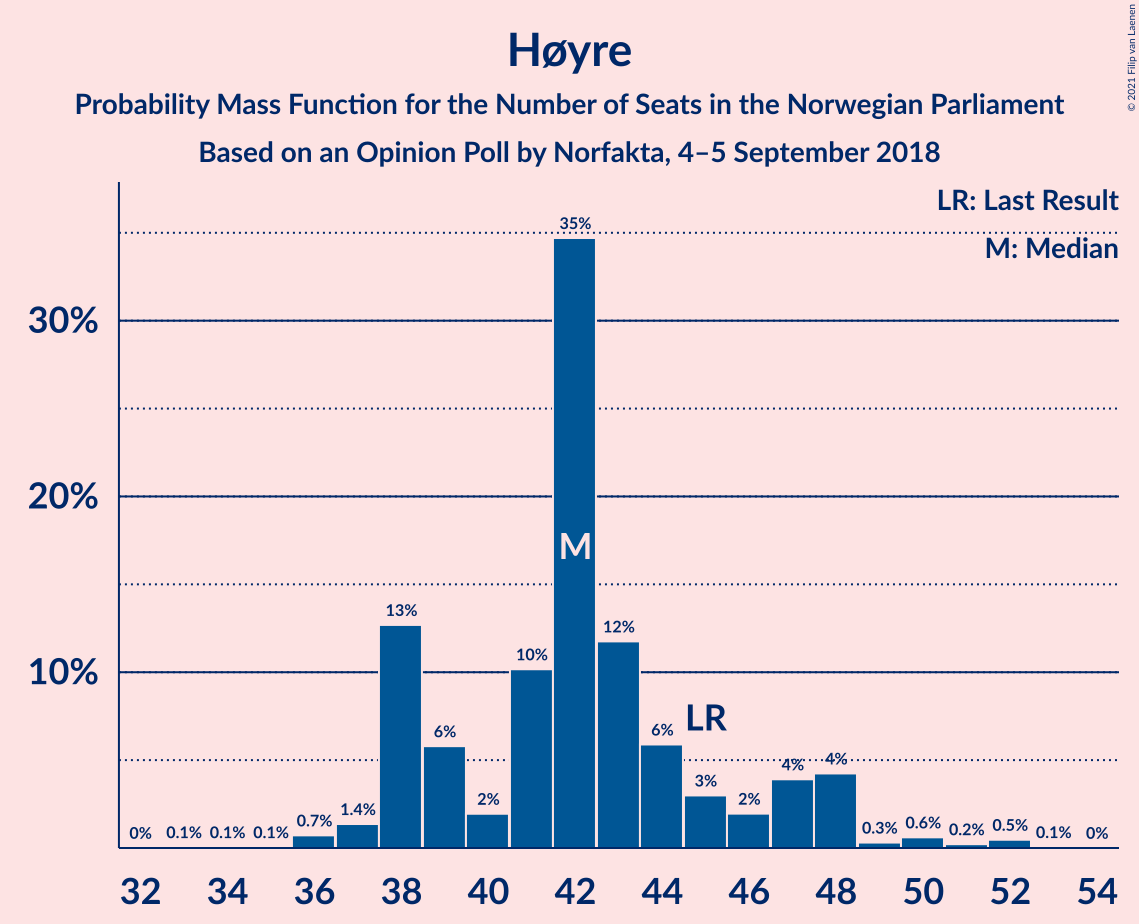 Høyre
Probability Mass Function for the Number of Seats in the Norwegian Parliament
Based on an Opinion Poll by Norfakta, 4–5 September 2018
© 2021 Filip van Laenen
LR: Last Result
M: Median
30%
20%
10%
0%
0.1%
0.1%
0.1%
0.7%
1.4%
13%
6%
2%
10%
35%
M
12%
6%
LR
3%
2%
4%
4%
0.3%
0.6%
0.2%
0.5%
0.1%
0%
32 34 36 38 40 42 44 46 48 50 52 54